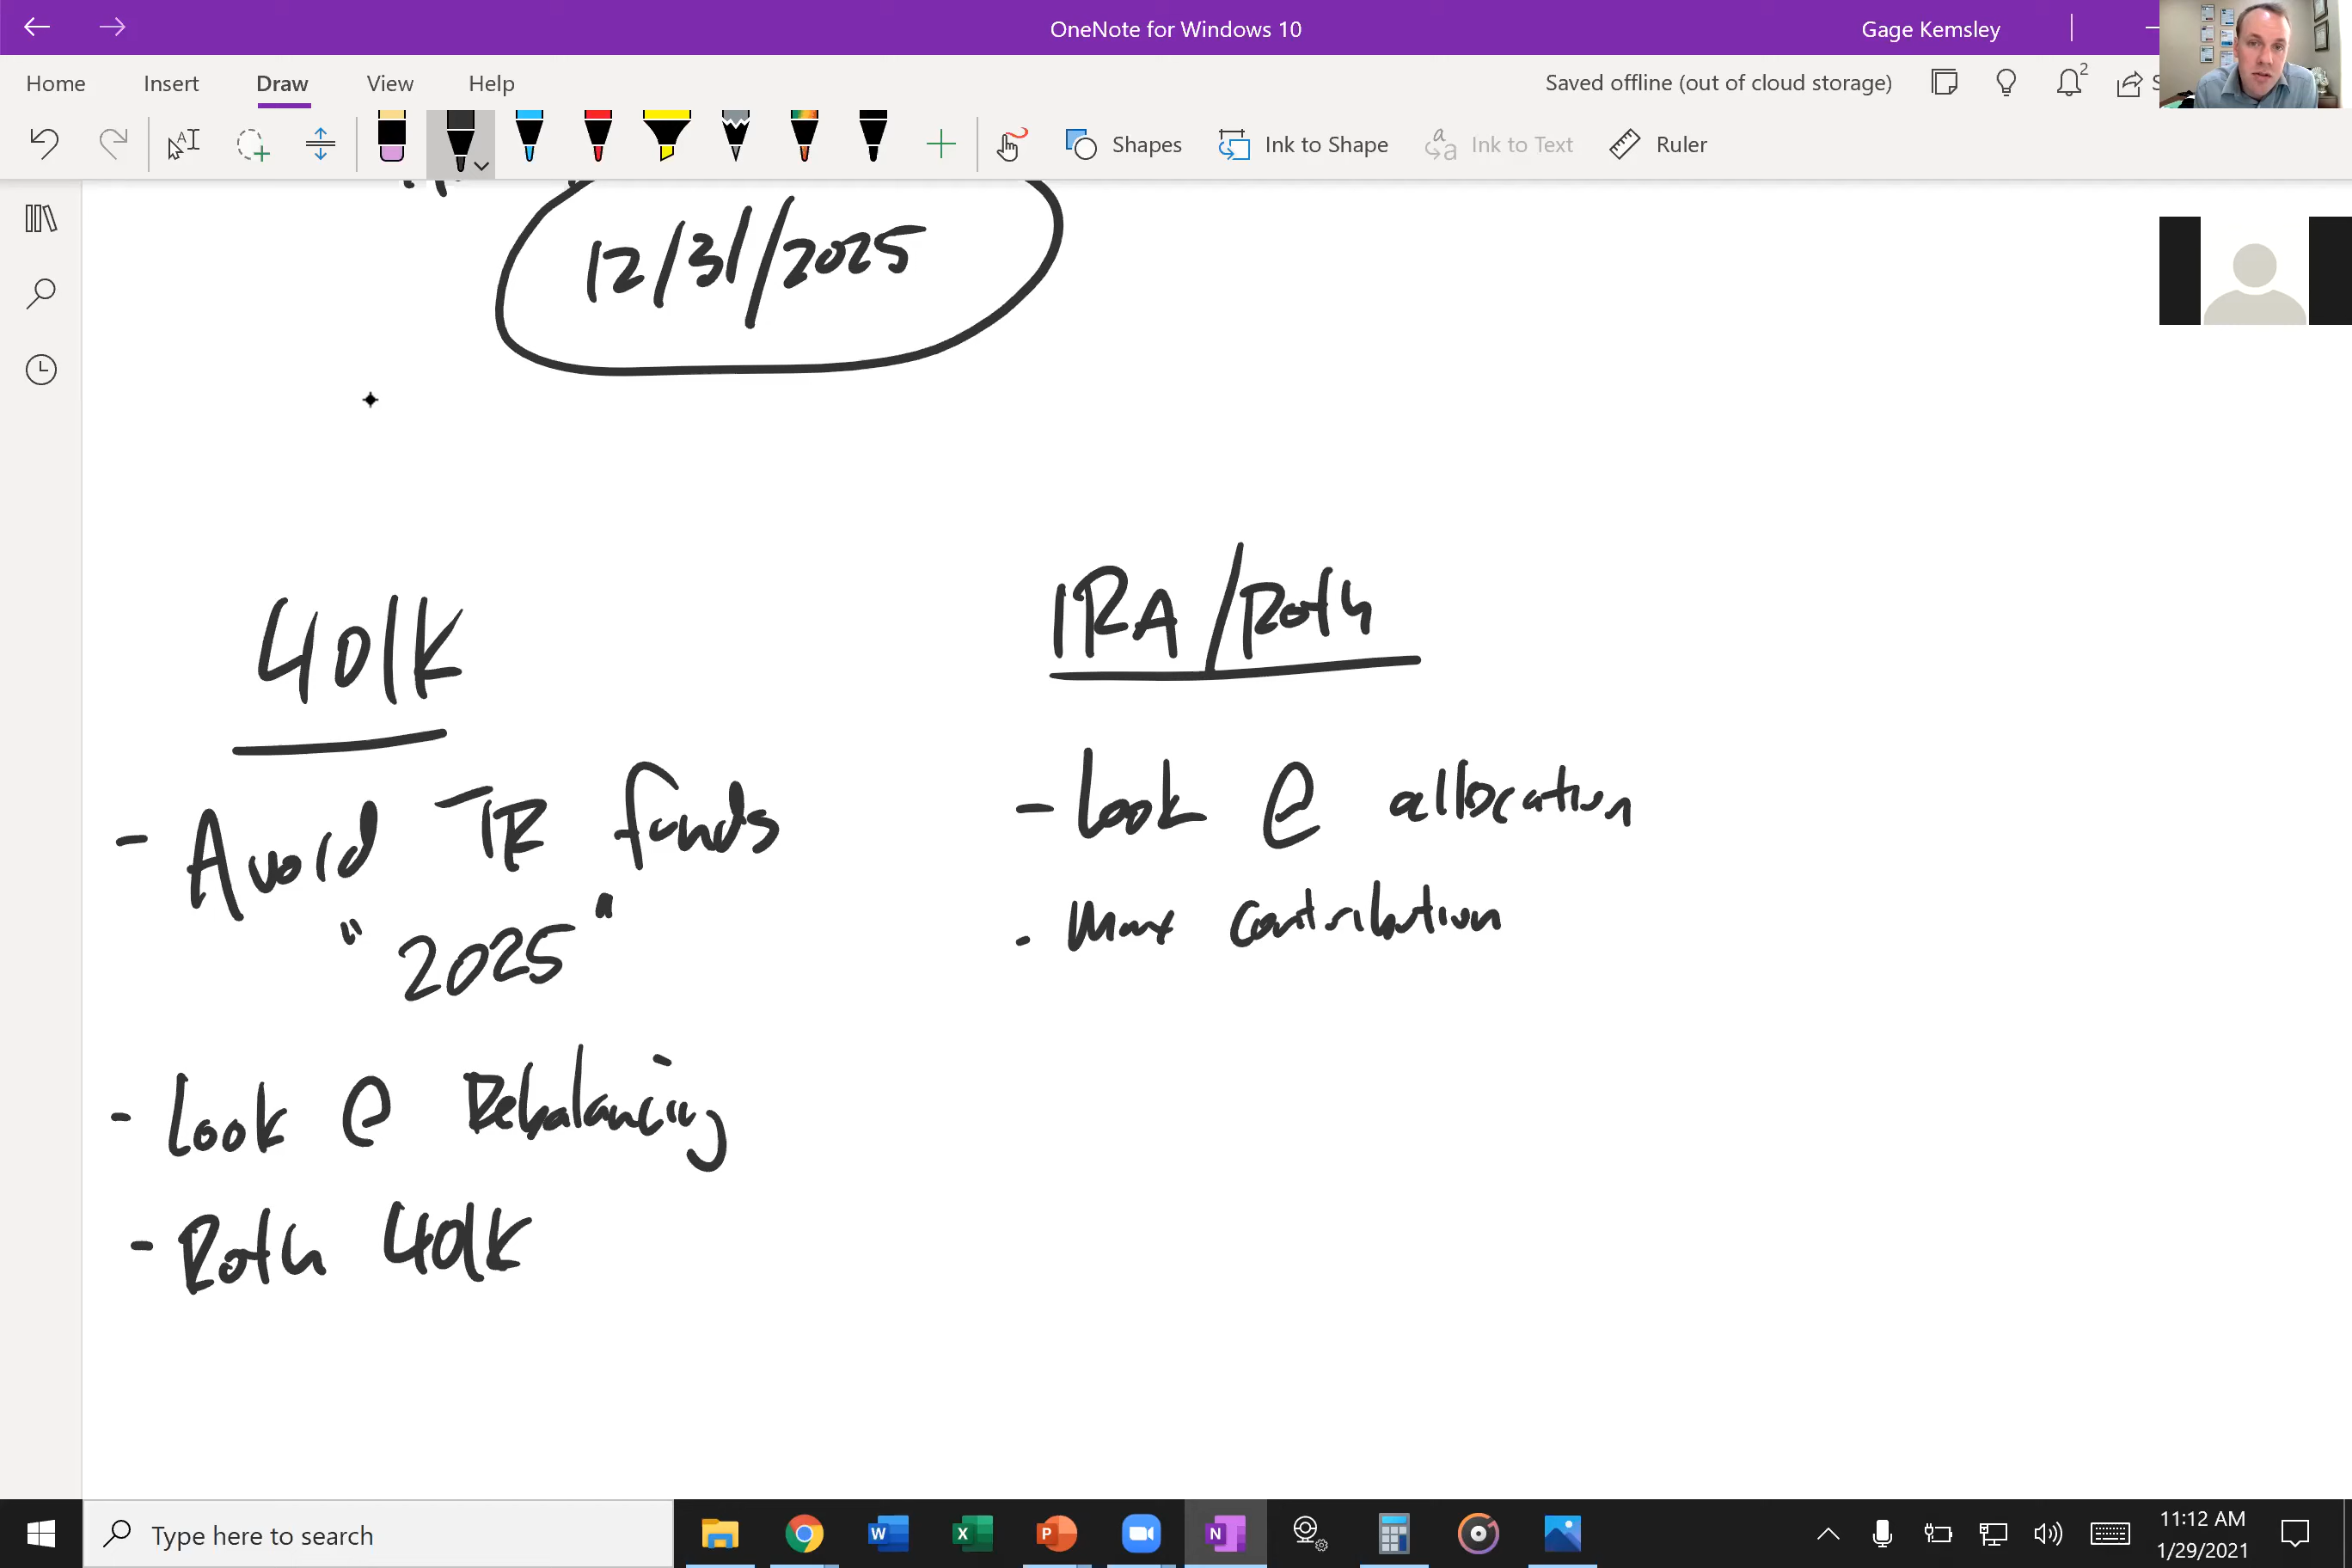 OneNote for Windows 10
Gage Kemsley
Home Insert Draw View Help
Saved offline (out of cloud storage)
2
Shapes Ink to Shape Ink to Text Ruler
12/31/2025
401K
IRA/Roth
- Avoid TR funds
"2025"
- Look @ Rebalancing
- Roth 401K
- Look @ allocation
- Max contribution
Type here to search
11:12 AM
1/29/2021